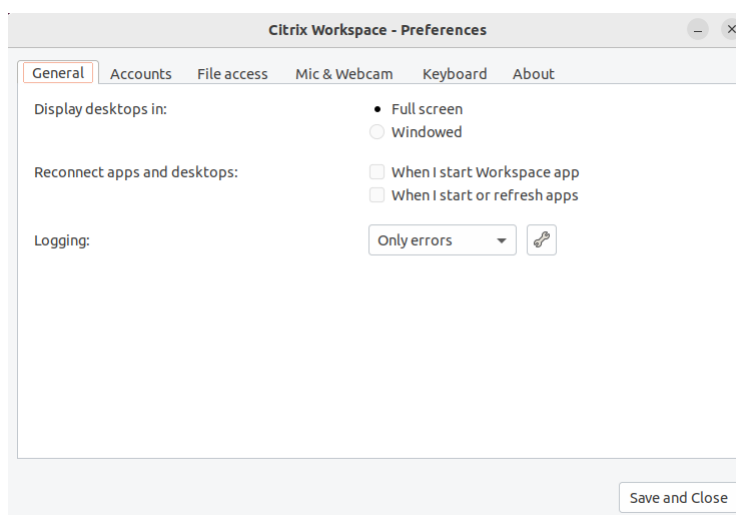 Citrix Workspace - Preferences
General Accounts File access Mic & Webcam Keyboard About
Display desktops in: Full screen
Windowed
Reconnect apps and desktops: When I start Workspace app
When I start or refresh apps
Logging: Only errors
Save and Close